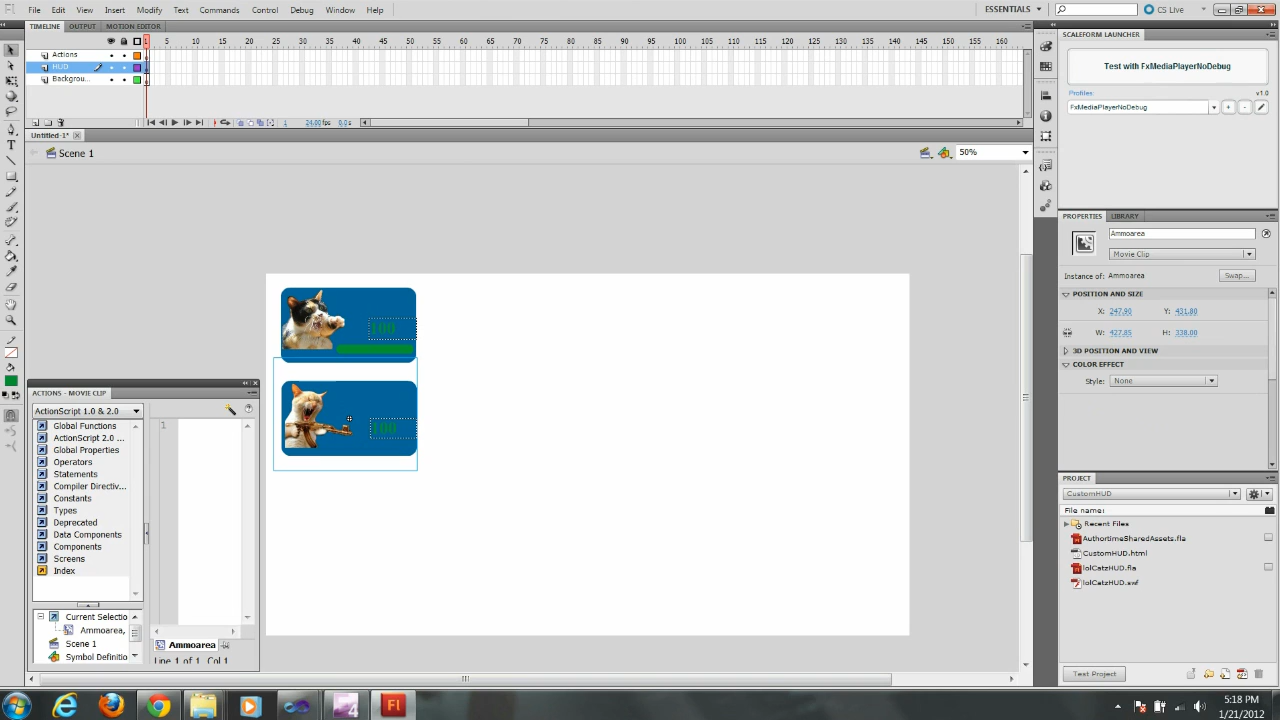 Fl File Edit View Insert Modify Text Commands Control Debug Window Help ESSENTIALS CS Live
TIMELINE OUTPUT MOTION EDITOR
5 10 15 20 25 30 35 40 45 50 55 60 65 70 75 80 85 90 95 100 105 110 115 120 125 130 135 140 145 150 155 160
Actions
HUD
Backgrou...
1 24.00fps 0.0s
Untitled-1*
Scene 1 50%
100
100
ACTIONS - MOVIE CLIP
ActionScript 1.0 & 2.0
Global Functions
ActionScript 2.0 ...
Global Properties
Operators
Statements
Compiler Directiv...
Constants
Types
Deprecated
Data Components
Components
Screens
Index
1
Current Selectio
Ammoarea,
Scene 1
Symbol Definitio
Ammoarea
Line 1 of 1, Col 1
SCALEFORM LAUNCHER
Test with FxMediaPlayerNoDebug
Profiles: v1.0
FxMediaPlayerNoDebug
PROPERTIES LIBRARY
Ammoarea
Movie Clip
Instance of: Ammoarea Swap...
POSITION AND SIZE
X: 247.90 Y: 431.80
W: 427.85 H: 338.00
3D POSITION AND VIEW
COLOR EFFECT
Style: None
PROJECT
CustomHUD
File name:
Recent Files
AuthortimeSharedAssets.fla
CustomHUD.html
lolCatzHUD.fla
lolCatzHUD.swf
Test Project
5:18 PM
1/21/2012